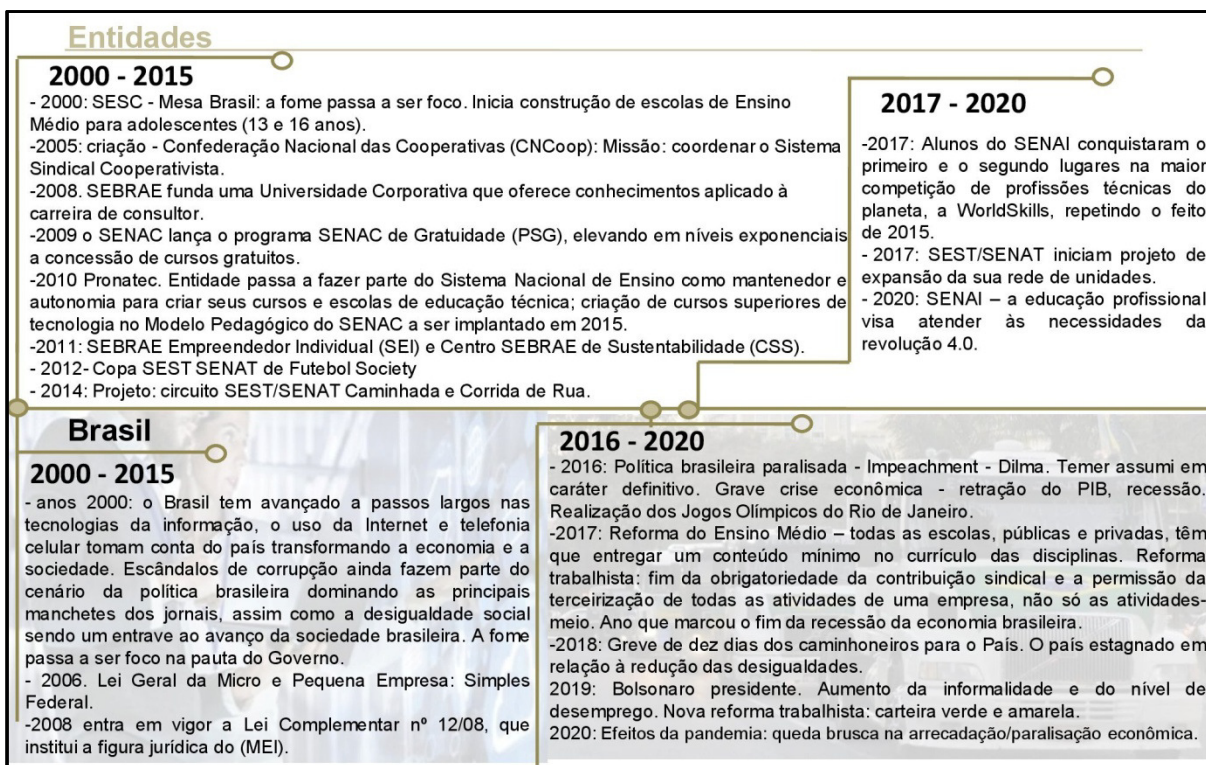 Entidades
2000 - 2015
- 2000: SESC - Mesa Brasil: a fome passa a ser foco. Inicia construção de escolas de Ensino
Médio para adolescentes (13 e 16 anos).
-2005: criação - Confederação Nacional das Cooperativas (CNCoop): Missão: coordenar o Sistema
Sindical Cooperativista.
-2008. SEBRAE funda uma Universidade Corporativa que oferece conhecimentos aplicado à
carreira de consultor.
-2009 o SENAC lança o programa SENAC de Gratuidade (PSG), elevando em níveis exponenciais
a concessão de cursos gratuitos.
-2010 Pronatec. Entidade passa a fazer parte do Sistema Nacional de Ensino como mantenedor e
autonomia para criar seus cursos e escolas de educação técnica; criação de cursos superiores de
tecnologia no Modelo Pedagógico do SENAC a ser implantado em 2015.
-2011: SEBRAE Empreendedor Individual (SEI) e Centro SEBRAE de Sustentabilidade (CSS).
- 2012- Copa SEST SENAT de Futebol Society
- 2014: Projeto: circuito SEST/SENAT Caminhada e Corrida de Rua.
2017 - 2020
-2017: Alunos do SENAI conquistaram o
primeiro e o segundo lugares na maior
competição de profissões técnicas do
planeta, a WorldSkills, repetindo o feito
de 2015.
- 2017: SEST/SENAT iniciam projeto de
expansão da sua rede de unidades.
- 2020: SENAI – a educação profissional
visa atender às necessidades da
revolução 4.0.
Brasil
2000 - 2015
- anos 2000: o Brasil tem avançado a passos largos nas
tecnologias da informação, o uso da Internet e telefonia
celular tomam conta do país transformando a economia e a
sociedade. Escândalos de corrupção ainda fazem parte do
cenário da política brasileira dominando as principais
manchetes dos jornais, assim como a desigualdade social
sendo um entrave ao avanço da sociedade brasileira. A fome
passa a ser foco na pauta do Governo.
- 2006. Lei Geral da Micro e Pequena Empresa: Simples
Federal.
-2008 entra em vigor a Lei Complementar nº 12/08, que
institui a figura jurídica do (MEI).
2016 - 2020
- 2016: Política brasileira paralisada - Impeachment - Dilma. Temer assumi em
caráter definitivo. Grave crise econômica - retração do PIB, recessão.
Realização dos Jogos Olímpicos do Rio de Janeiro.
-2017: Reforma do Ensino Médio – todas as escolas, públicas e privadas, têm
que entregar um conteúdo mínimo no currículo das disciplinas. Reforma
trabalhista: fim da obrigatoriedade da contribuição sindical e a permissão da
terceirização de todas as atividades de uma empresa, não só as atividades-
meio. Ano que marcou o fim da recessão da economia brasileira.
-2018: Greve de dez dias dos caminhoneiros para o País. O país estagnado em
relação à redução das desigualdades.
2019: Bolsonaro presidente. Aumento da informalidade e do nível de
desemprego. Nova reforma trabalhista: carteira verde e amarela.
2020: Efeitos da pandemia: queda brusca na arrecadação/paralisação econômica.